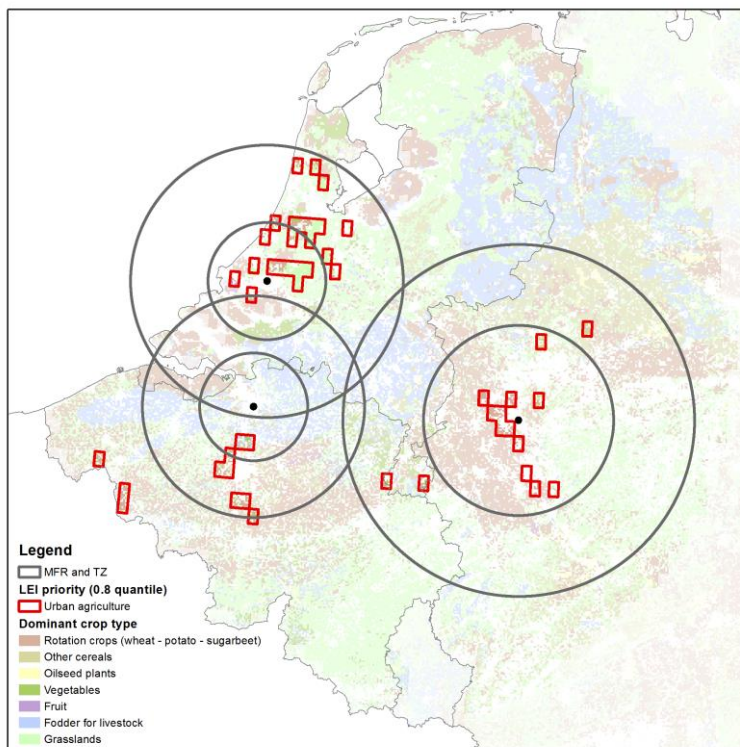 Legend
MFR and TZ
LEI priority (0.8 quantile)
Urban agriculture
Dominant crop type
Rotation crops (wheat - potato - sugarbeet)
Other cereals
Oilseed plants
Vegetables
Fruit
Fodder for livestock
Grasslands